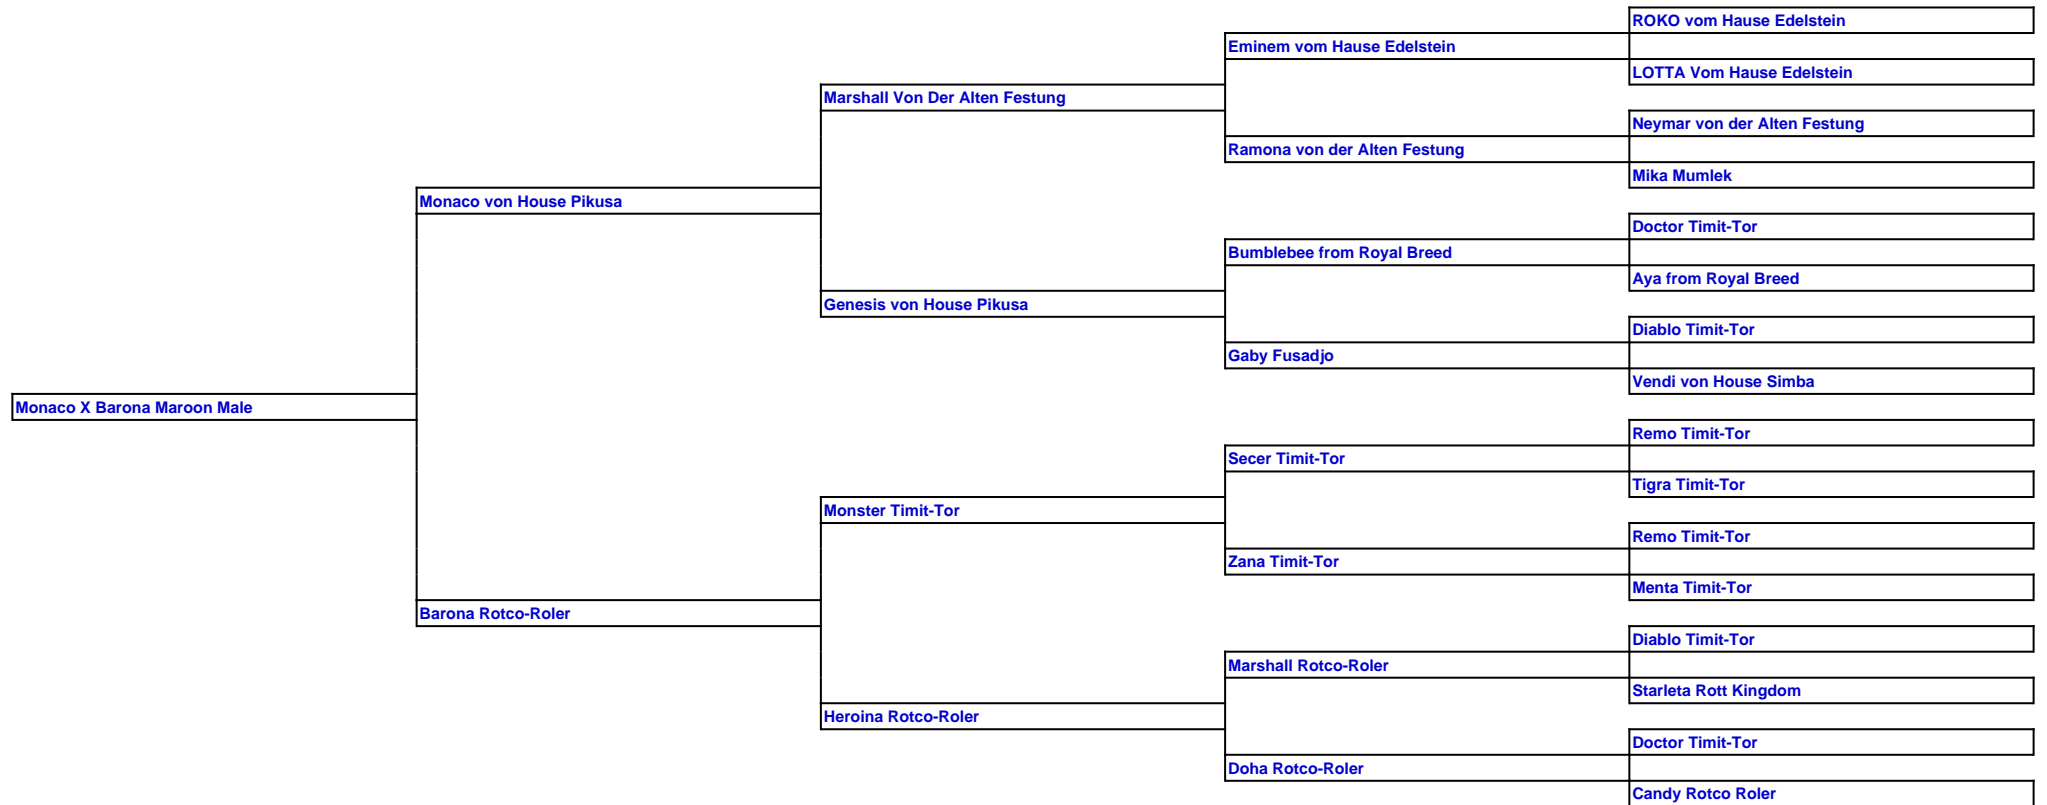 ROKO vom Hause Edelstein
Eminem vom Hause Edelstein
LOTTA Vom Hause Edelstein
Marshall Von Der Alten Festung
Neymar von der Alten Festung
Ramona von der Alten Festung
Mika Mumlek
Monaco von House Pikusa
Doctor Timit-Tor
Bumblebee from Royal Breed
Aya from Royal Breed
Genesis von House Pikusa
Diablo Timit-Tor
Gaby Fusadjo
Vendi von House Simba
Monaco X Barona Maroon Male
Remo Timit-Tor
Secer Timit-Tor
Tigra Timit-Tor
Monster Timit-Tor
Remo Timit-Tor
Zana Timit-Tor
Menta Timit-Tor
Barona Rotco-Roler
Diablo Timit-Tor
Marshall Rotco-Roler
Starleta Rott Kingdom
Heroina Rotco-Roler
Doctor Timit-Tor
Doha Rotco-Roler
Candy Rotco Roler